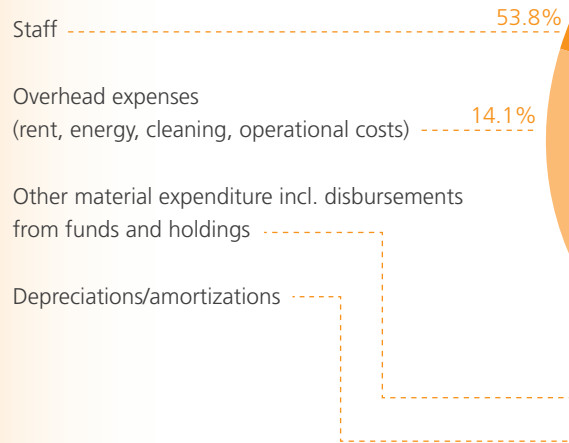 53.8%
Staff
Overhead expenses
14.1%
(rent, energy, cleaning, operational costs)
Other material expenditure incl. disbursements
from funds and holdings
Depreciations/amortizations